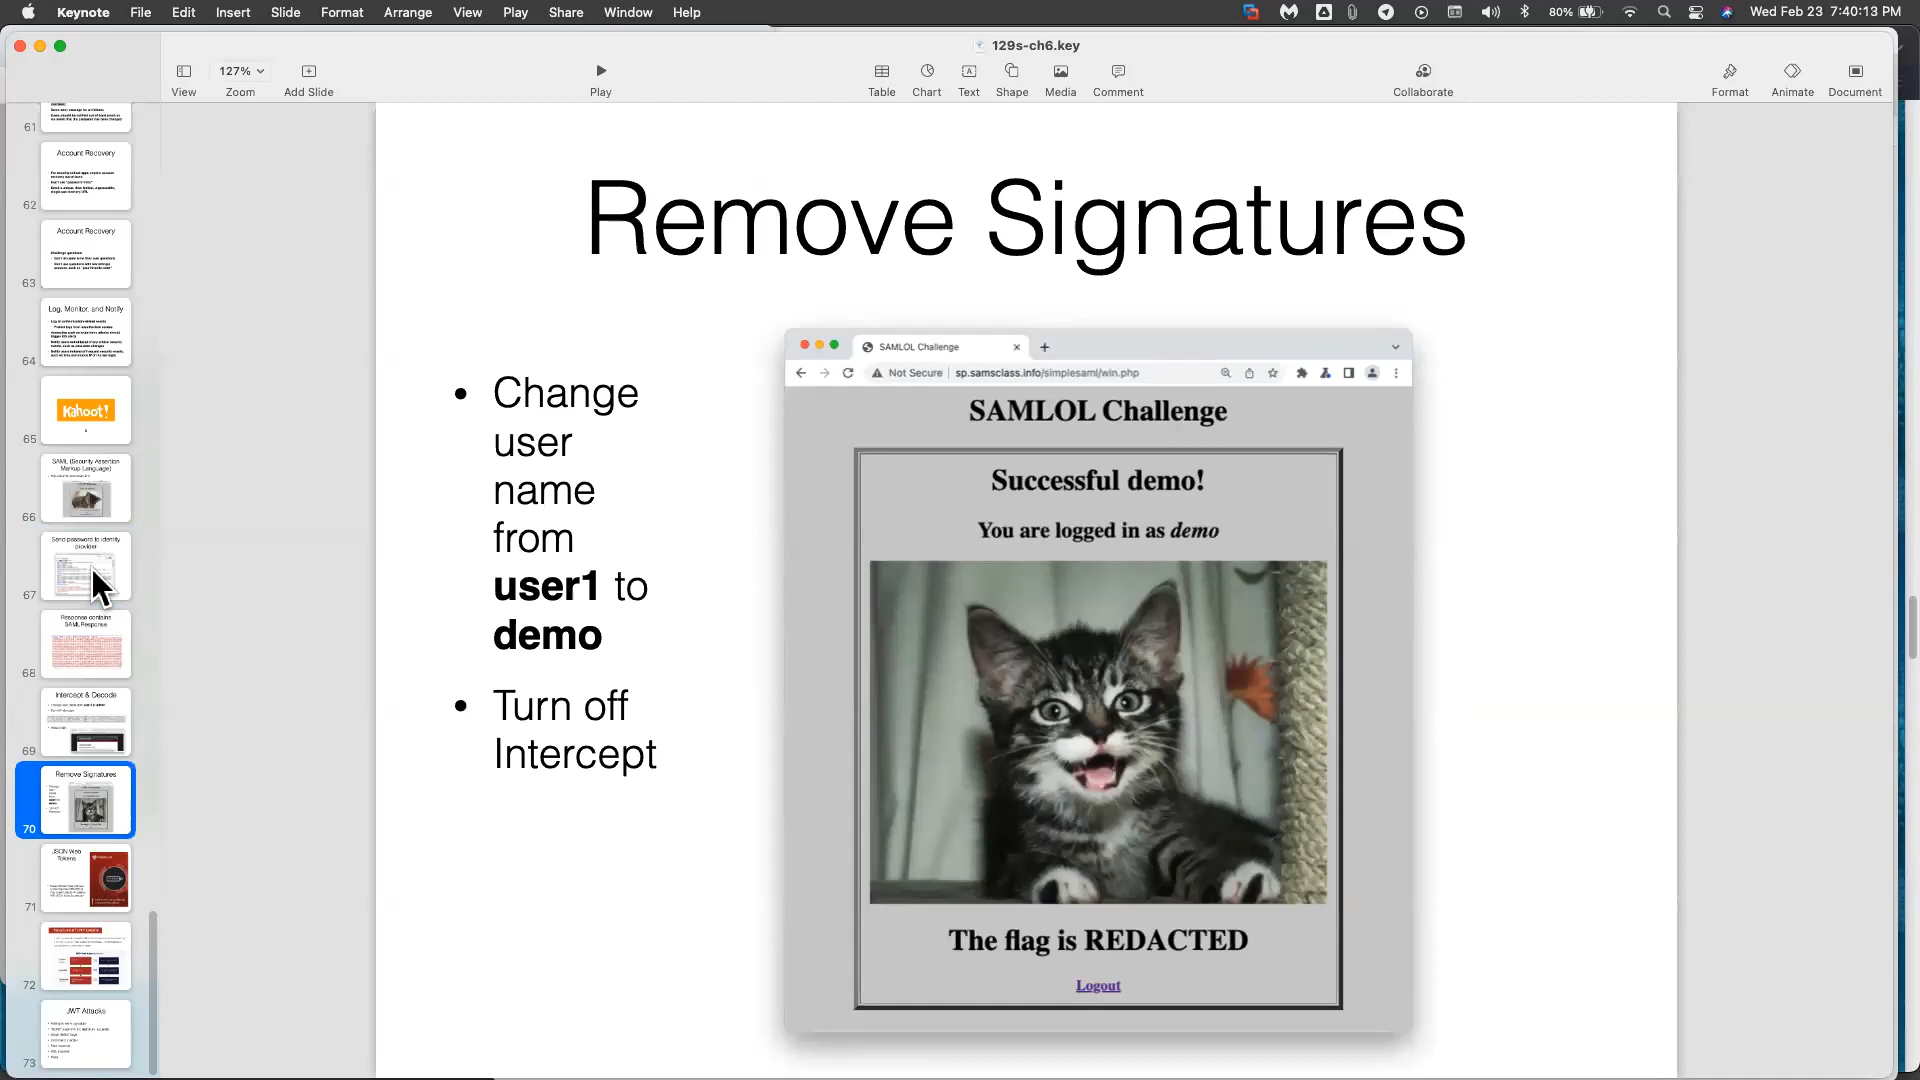 Keynote File Edit Insert Slide Format Arrange View Play Share Window Help 80% Wed Feb 23 7:40:13 PM
129s-ch6.key
127%
View Zoom Add Slide Play Table Chart Text Shape Media Comment Collaborate Format Animate Document
61
Account Recovery
62
Account Recovery
63
Log, Monitor, and Notify
64
Kahoot!
65
SAML (Security Assertion
Markup Language)
66
Send password to identity
provider
67
Response contains
SAMLResponse
68
Intercept & Decode
69
Remove Signatures
70
JSON Web
Tokens
71
72
JWT Attacks
73
Remove Signatures
• Change
user
name
from
user1 to
demo
• Turn off
Intercept
SAMLOL Challenge
Not Secure sp.samsclass.info/simplesaml/win.php
SAMLOL Challenge
Successful demo!
You are logged in as demo
The flag is REDACTED
Logout